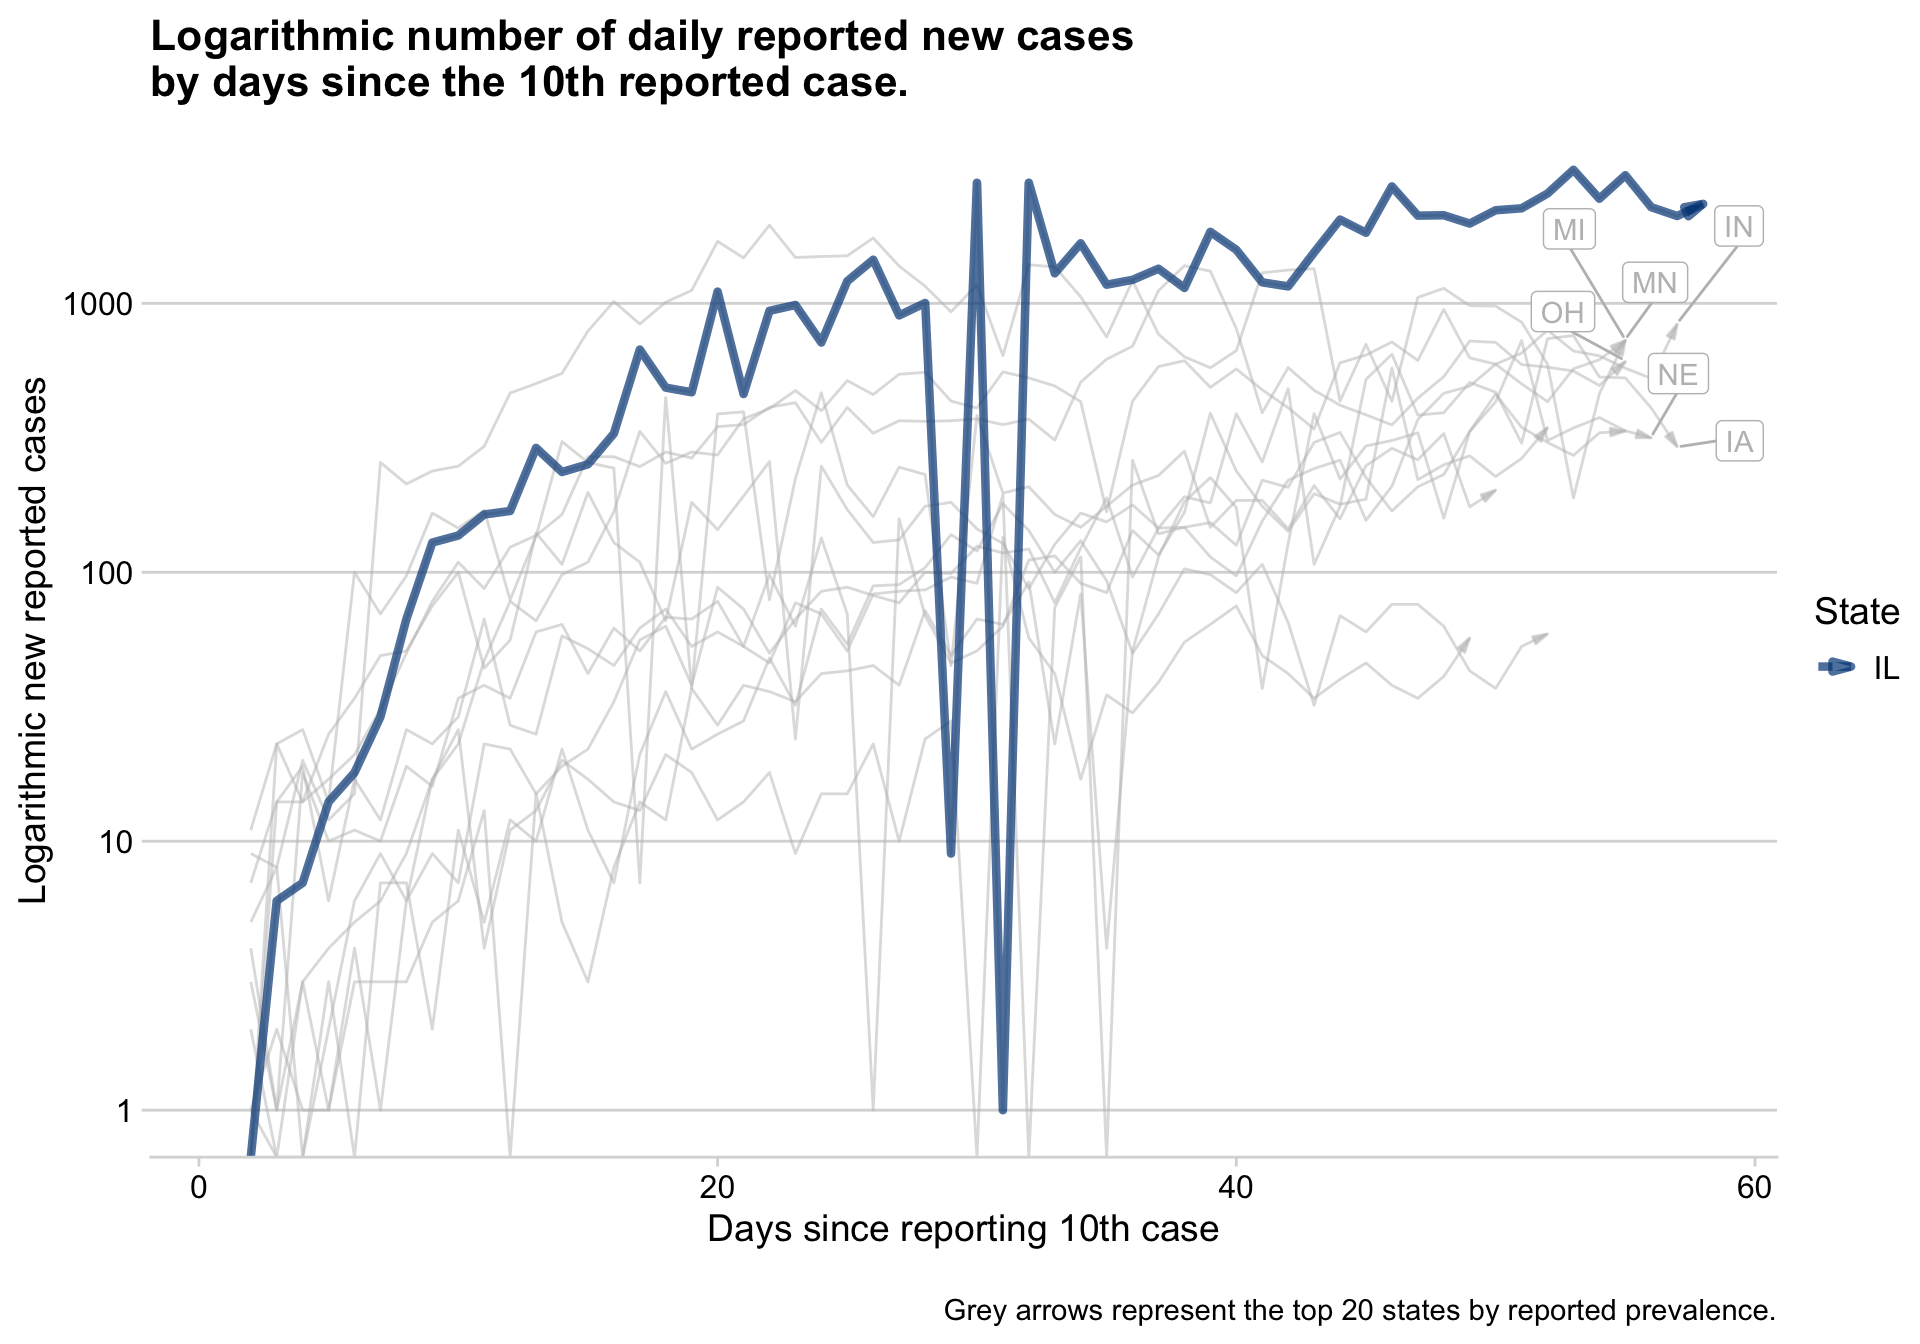 Logarithmic number of daily reported new cases
by days since the 10th reported case.
Logarithmic new reported cases
1000
100
10
1
MI
IN
MN
OH
NE
IA
State
IL
0
20
40
60
Days since reporting 10th case
Grey arrows represent the top 20 states by reported prevalence.